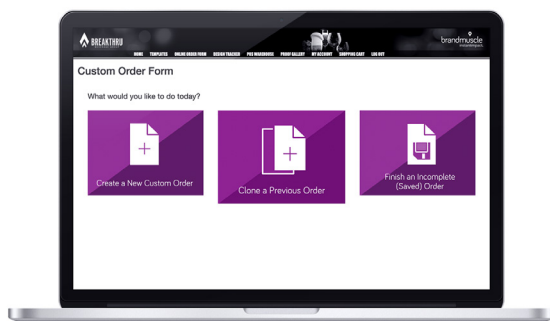 BREAKTHRU
brandmuscle
HOME TEMPLATES ONLINE ORDER FORM DESIGN TRACKER POS WAREHOUSE PROOF GALLERY MY ACCOUNT SHOPPING CART LOG OUT
Custom Order Form
What would you like to do today?
Create a New Custom Order
Clone a Previous Order
Finish an Incomplete
(Saved) Order